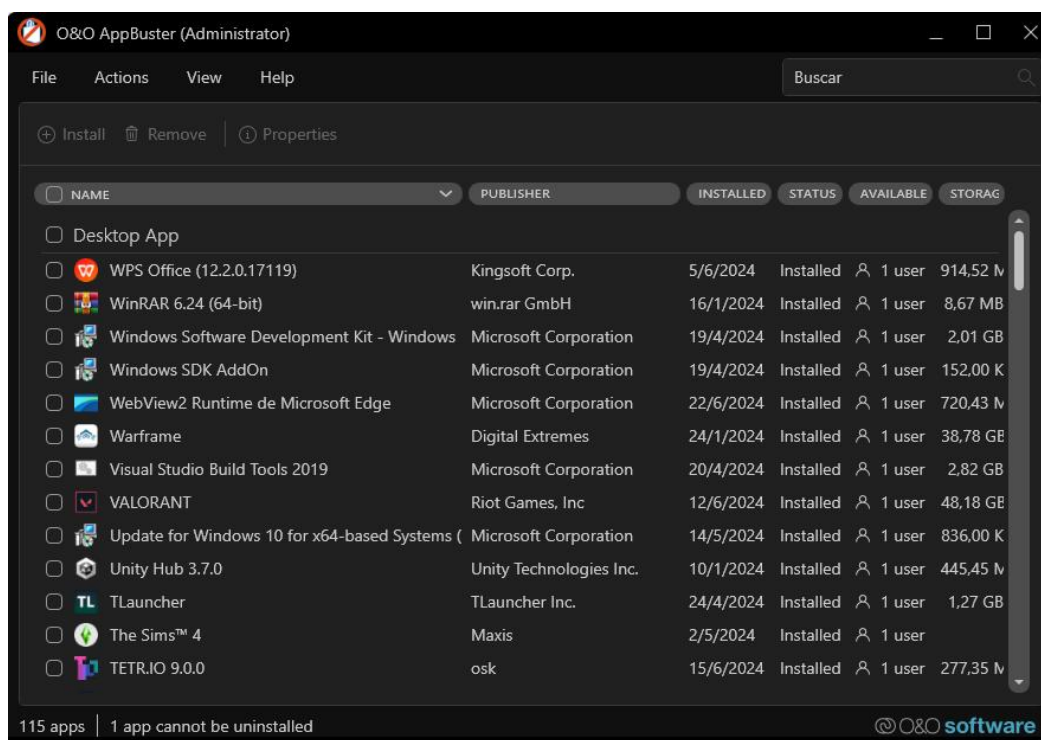 O&O AppBuster (Administrator)
File Actions View Help Buscar
Install Remove Properties
NAME PUBLISHER INSTALLED STATUS AVAILABLE STORAG
Desktop App
WPS Office (12.2.0.17119) Kingsoft Corp. 5/6/2024 Installed 1 user 914,52 M
WinRAR 6.24 (64-bit) win.rar GmbH 16/1/2024 Installed 1 user 8,67 MB
Windows Software Development Kit - Windows Microsoft Corporation 19/4/2024 Installed 1 user 2,01 GB
Windows SDK AddOn Microsoft Corporation 19/4/2024 Installed 1 user 152,00 K
WebView2 Runtime de Microsoft Edge Microsoft Corporation 22/6/2024 Installed 1 user 720,43 M
Warframe Digital Extremes 24/1/2024 Installed 1 user 38,78 GB
Visual Studio Build Tools 2019 Microsoft Corporation 20/4/2024 Installed 1 user 2,82 GB
VALORANT Riot Games, Inc 12/6/2024 Installed 1 user 48,18 GB
Update for Windows 10 for x64-based Systems ( Microsoft Corporation 14/5/2024 Installed 1 user 836,00 K
Unity Hub 3.7.0 Unity Technologies Inc. 10/1/2024 Installed 1 user 445,45 M
TL TLauncher TLauncher Inc. 24/4/2024 Installed 1 user 1,27 GB
The Sims™ 4 Maxis 2/5/2024 Installed 1 user
TETR.IO 9.0.0 osk 15/6/2024 Installed 1 user 277,35 M
115 apps 1 app cannot be uninstalled O&O software